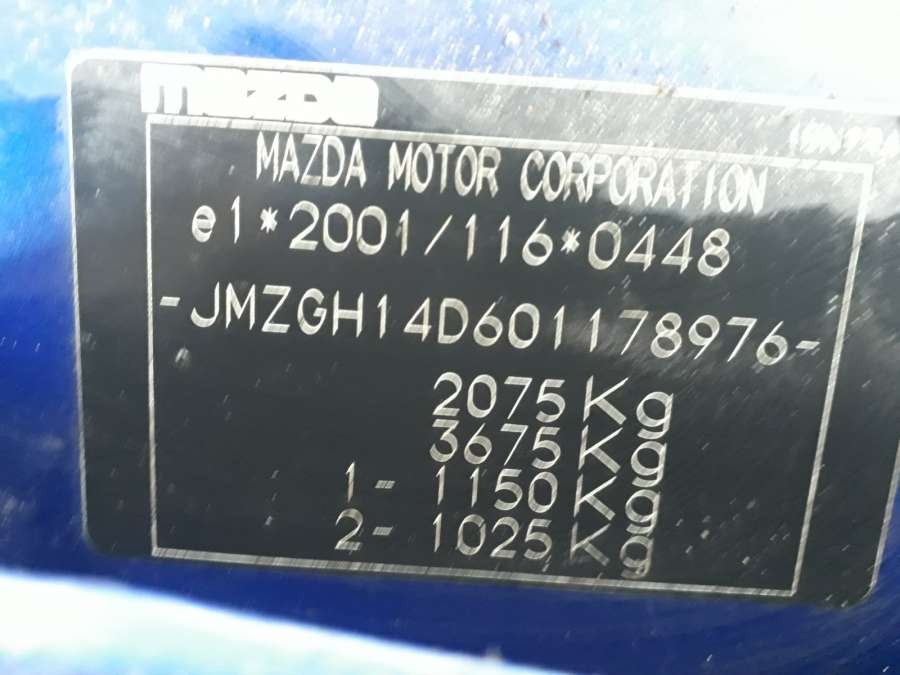 mazda
MAZDA MOTOR CORPORATION
e1*2001/116*0448
-JMZGH14D601178976-
2075Kg
3675Kg
1- 1150Kg
2- 1025Kg